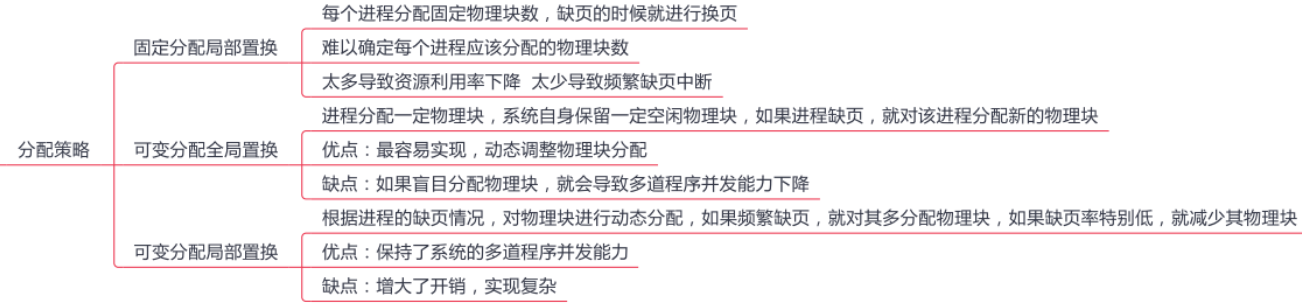 每个进程分配固定物理块数，缺页的时候就进行换页
固定分配局部置换
难以确定每个进程应该分配的物理块数
太多导致资源利用率下降 太少导致频繁缺页中断
进程分配一定物理块，系统自身保留一定空闲物理块，如果进程缺页，就对该进程分配新的物理块
分配策略
可变分配全局置换
优点：最容易实现，动态调整物理块分配
缺点：如果盲目分配物理块，就会导致多道程序并发能力下降
根据进程的缺页情况，对物理块进行动态分配，如果频繁缺页，就对其多分配物理块，如果缺页率特别低，就减少其物理块
可变分配局部置换
优点：保持了系统的多道程序并发能力
缺点：增大了开销，实现复杂